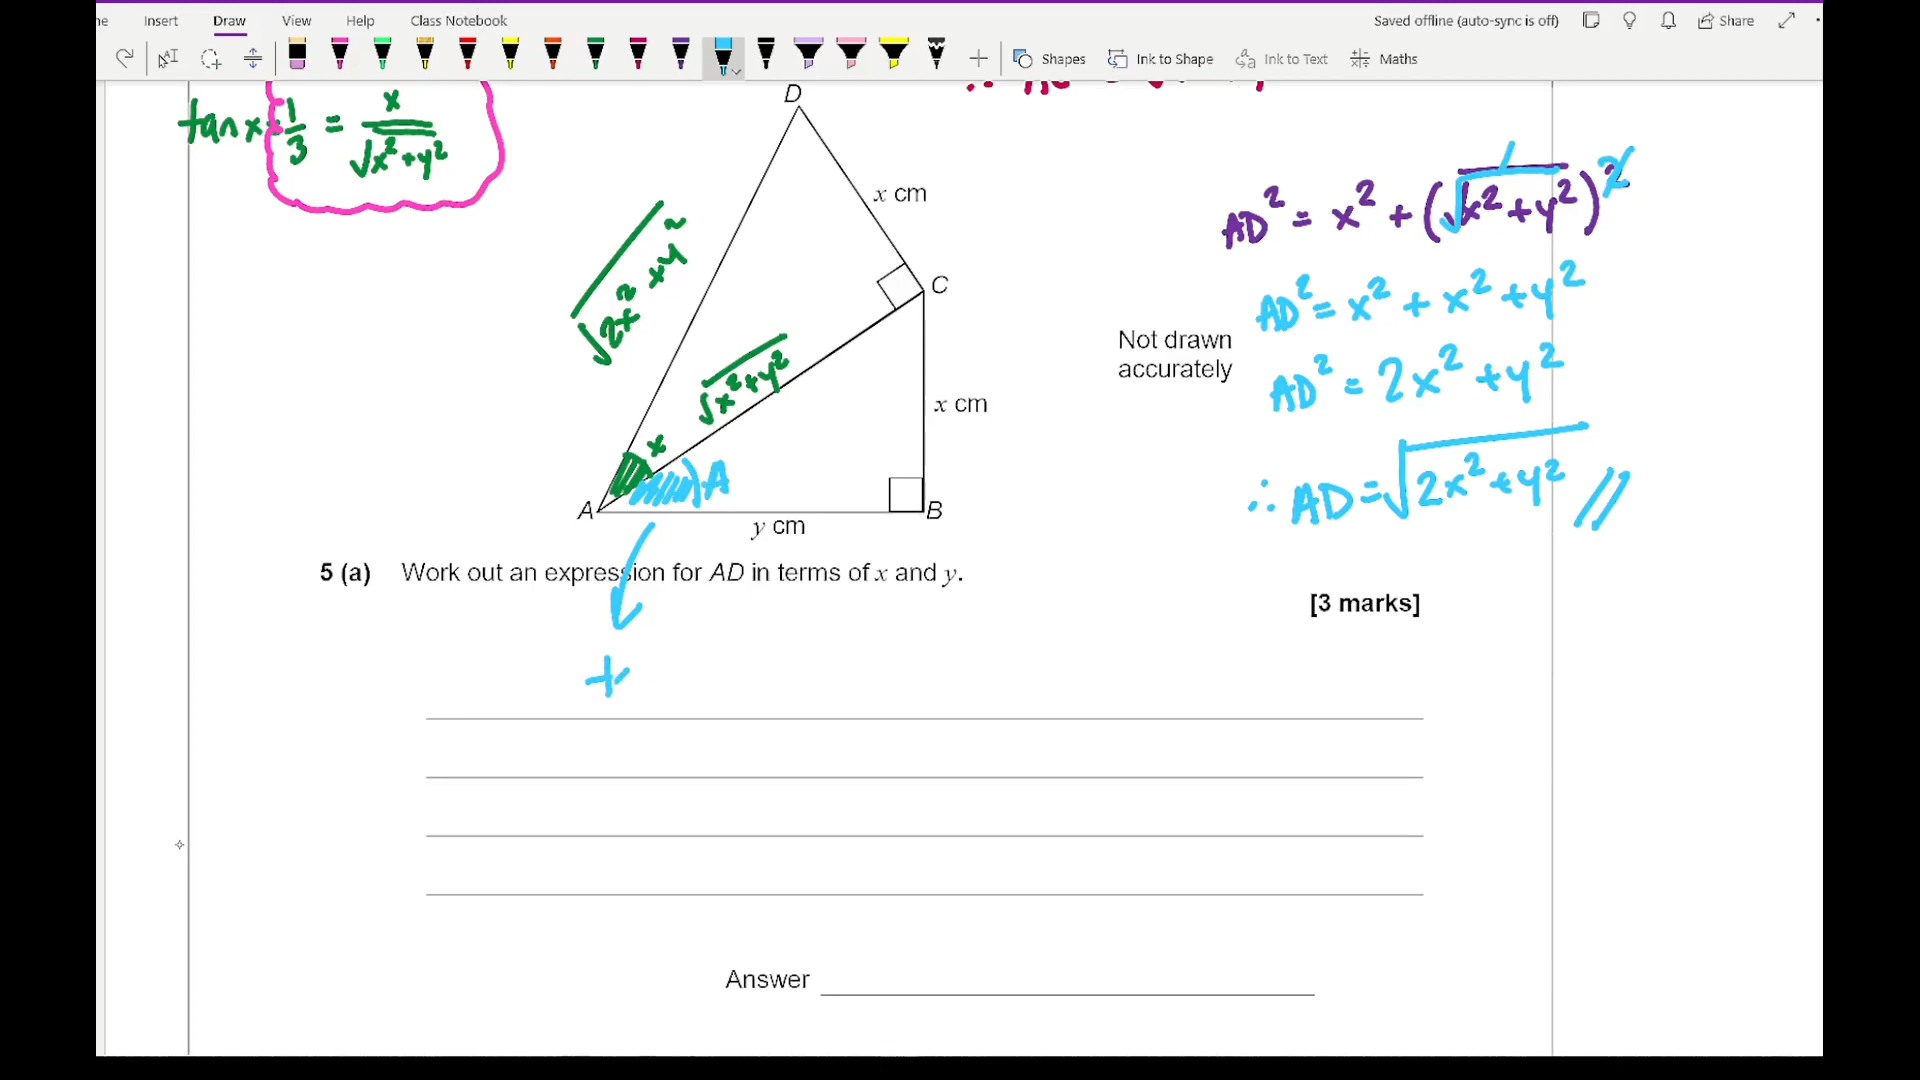 Insert Draw View Help Class Notebook Saved offline (auto-sync is off) Share
Shapes Ink to Shape Ink to Text Maths
tan x = 1/3 = x/√x²+y²
D
x cm
C
√2x²+y²
√x²+y²
x cm
x
A
A
B
y cm
Not drawn
accurately
AD² = x² + (√x²+y²)²
AD² = x² + x² + y²
AD² = 2x² + y²
∴ AD = √2x²+y² //
5 (a) Work out an expression for AD in terms of x and y.
[3 marks]
Answer